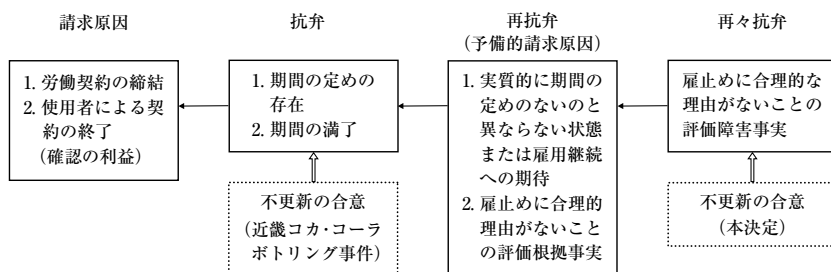 請求原因
抗弁
再抗弁
(予備的請求原因)
再々抗弁
1. 労働契約の締結
2. 使用者による契
約の終了
(確認の利益)
1. 期間の定めの
存在
2. 期間の満了
1. 実質的に期間の
定めのないのと
異ならない状態
または雇用継続
への期待
2. 雇止めに合理的
理由がないこと
の評価根拠事実
雇止めに合理的な
理由がないことの
評価障害事実
不更新の合意
(近畿コカ・コーラ
ボトリング事件)
不更新の合意
(本決定)